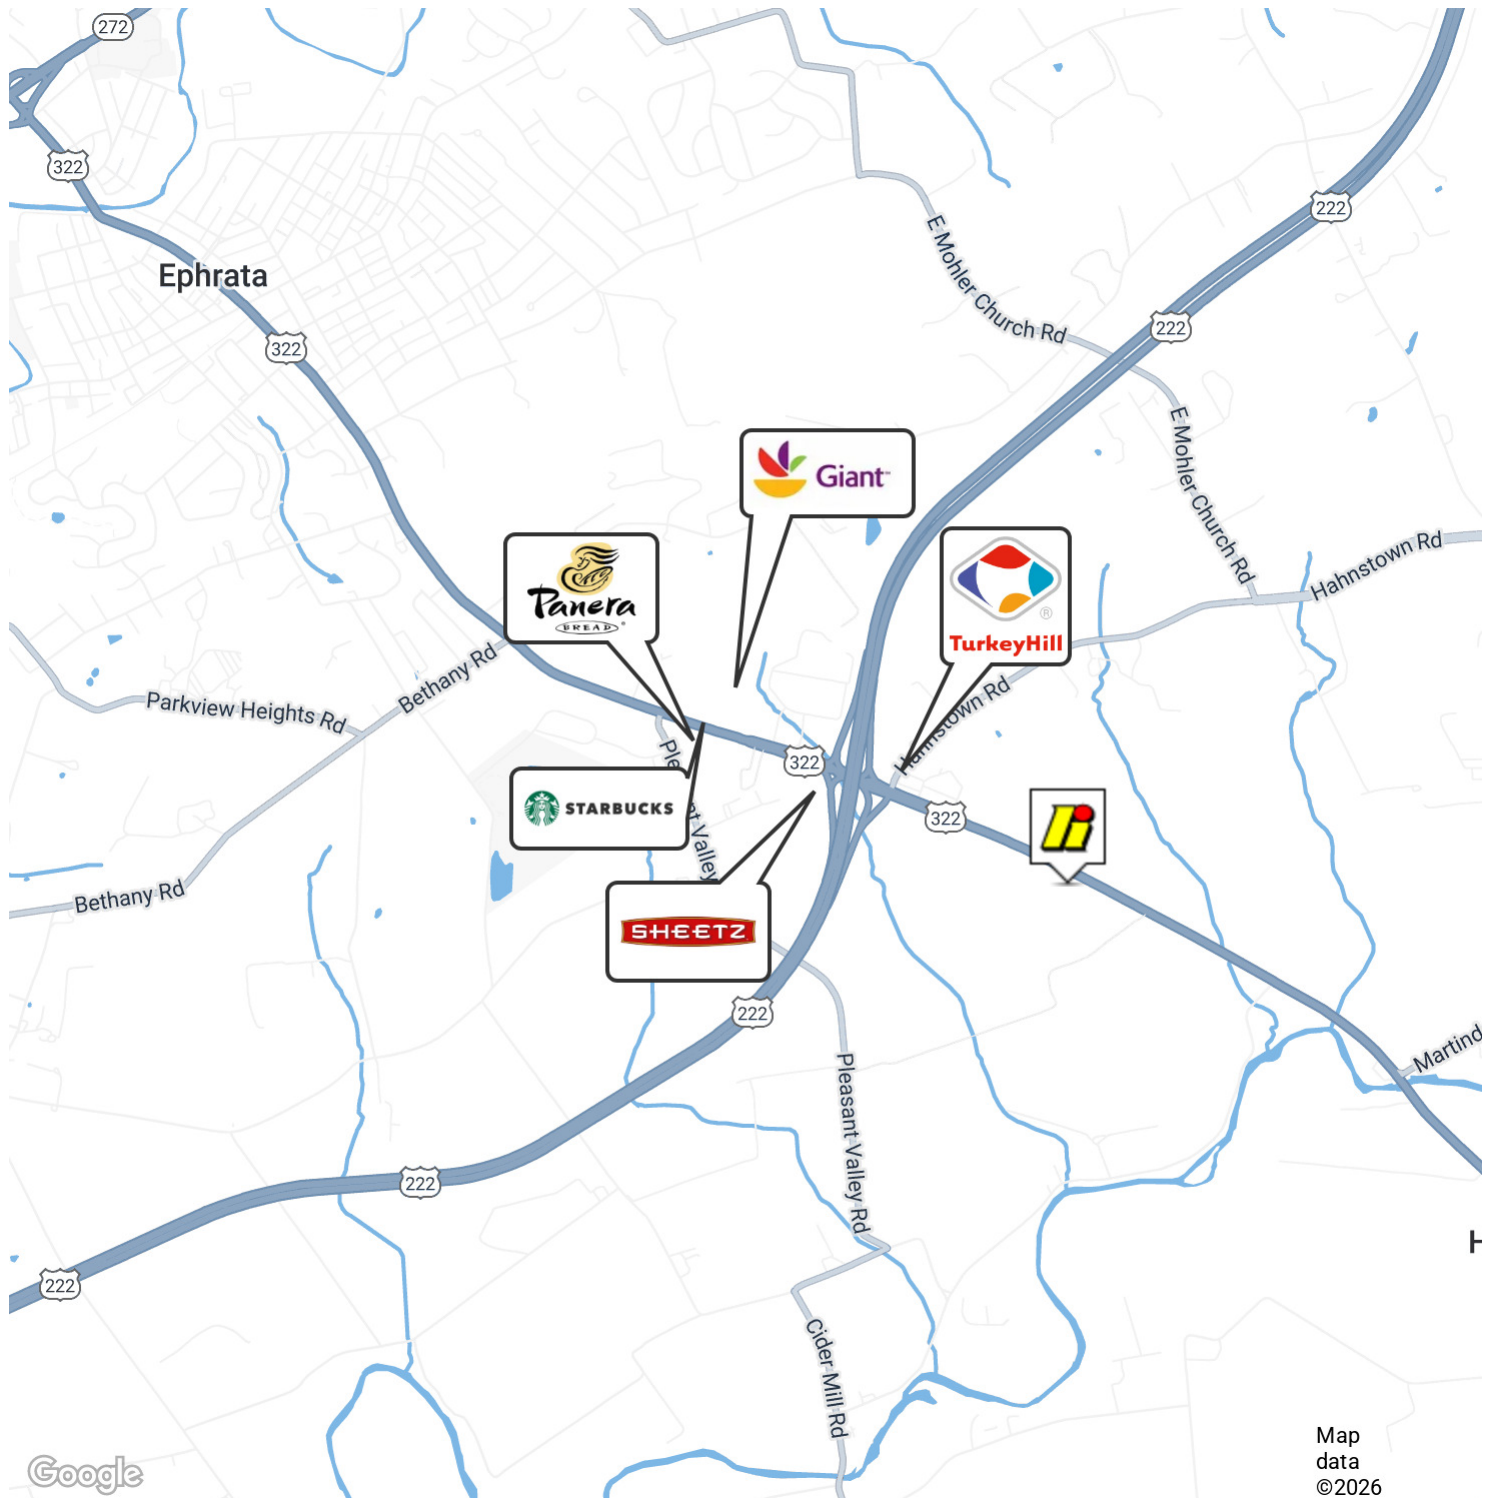 272
322
222
Ephrata
E Mohler Church Rd
222
322
E Mohler Church Rd
Giant
Hahnstown Rd
Panera
BREAD
®
TurkeyHill
Bethany Rd
Hahnstown Rd
Parkview Heights Rd
322
STARBUCKS
322
Bethany Rd
SHEETZ
222
Martind
Pleasant Valley Rd
222
H
222
Cider Mill Rd
Google
Map
data
©2026